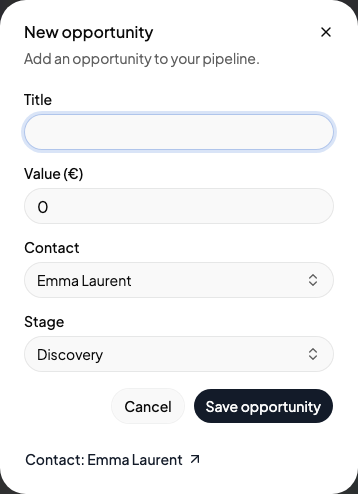 New opportunity
Add an opportunity to your pipeline.
Title
Value (€)
0
Contact
Emma Laurent
Stage
Discovery
Cancel Save opportunity
Contact: Emma Laurent